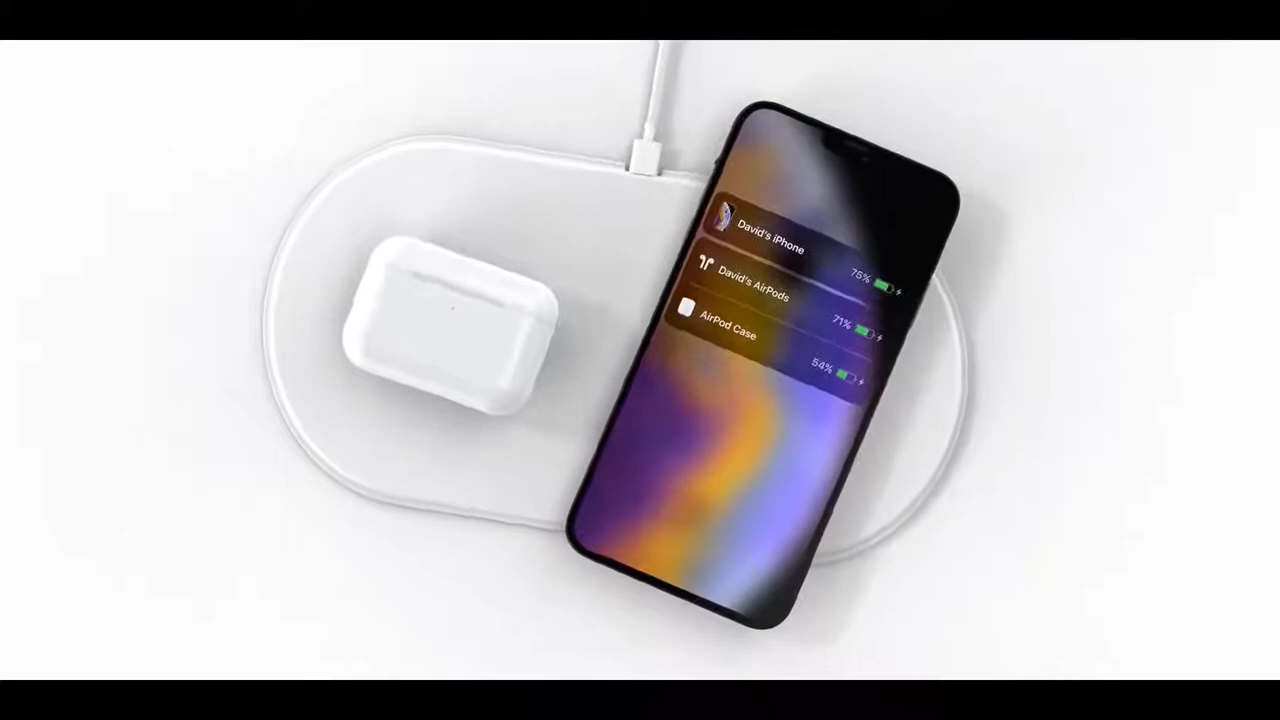 David's iPhone
75%
David's AirPods
71%
AirPod Case
54%